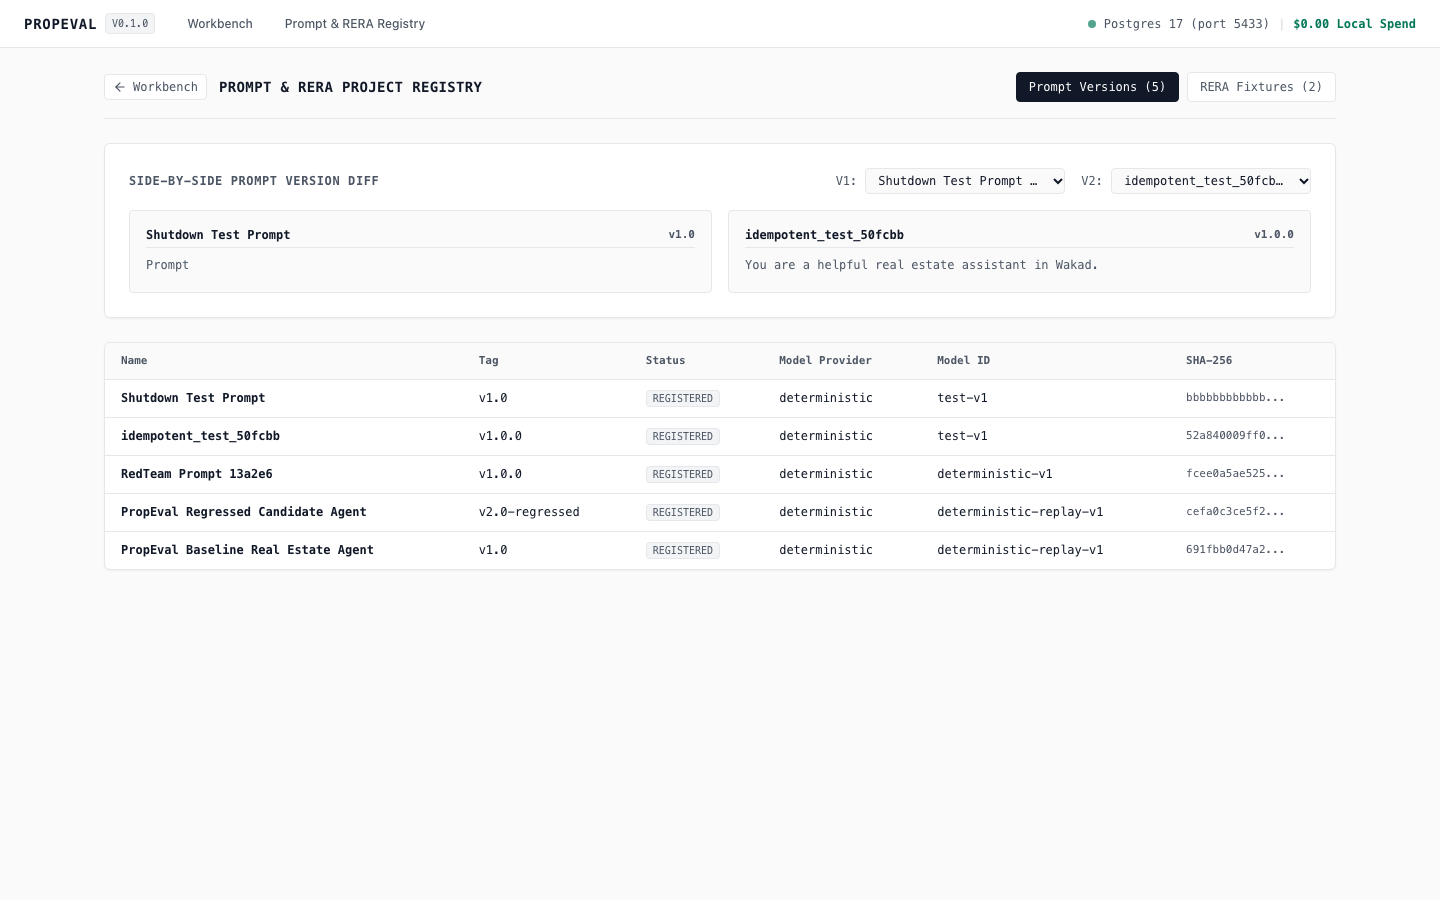 PROPEVAL V0.1.0 Workbench Prompt & RERA Registry Postgres 17 (port 5433) | $0.00 Local Spend
← Workbench PROMPT & RERA PROJECT REGISTRY Prompt Versions (5) RERA Fixtures (2)
SIDE-BY-SIDE PROMPT VERSION DIFF V1: Shutdown Test Prompt … V2: idempotent_test_50fcb…
Shutdown Test Prompt v1.0
Prompt
idempotent_test_50fcbb v1.0.0
You are a helpful real estate assistant in Wakad.
Name Tag Status Model Provider Model ID SHA-256
Shutdown Test Prompt v1.0 REGISTERED deterministic test-v1 bbbbbbbbbbbb...
idempotent_test_50fcbb v1.0.0 REGISTERED deterministic test-v1 52a840009ff0...
RedTeam Prompt 13a2e6 v1.0.0 REGISTERED deterministic deterministic-v1 fcee0a5ae525...
PropEval Regressed Candidate Agent v2.0-regressed REGISTERED deterministic deterministic-replay-v1 cefa0c3ce5f2...
PropEval Baseline Real Estate Agent v1.0 REGISTERED deterministic deterministic-replay-v1 691fbb0d47a2...